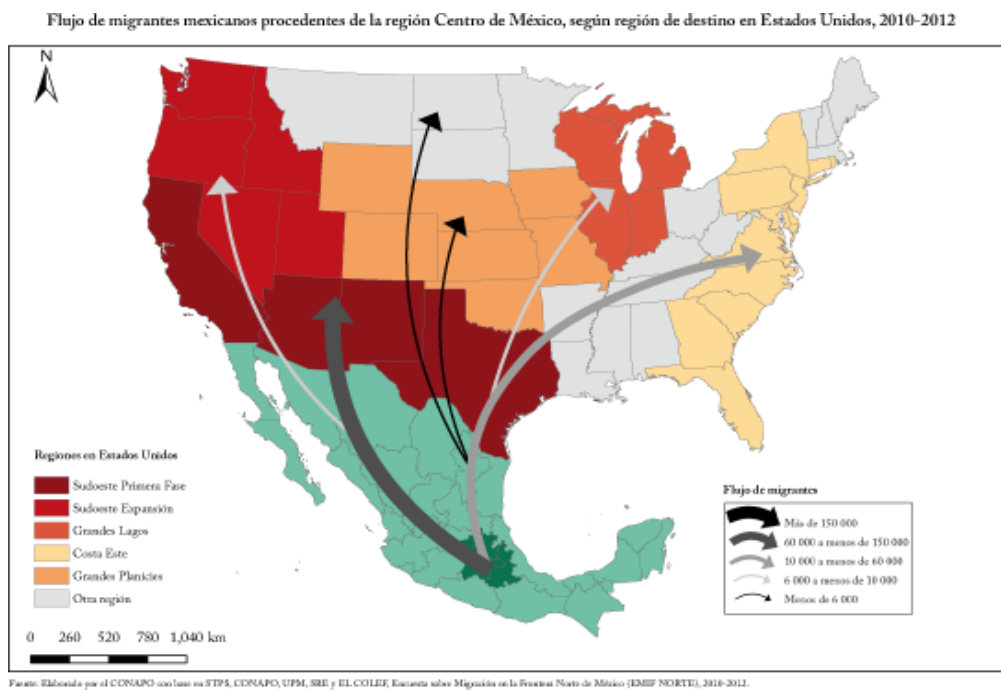 Flujo de migrantes mexicanos procedentes de la región Centro de México, según región de destino en Estados Unidos, 2010-2012
N
Regiones en Estados Unidos
Sudoeste Primera Fase
Sudoeste Expansión
Grandes Lagos
Costa Este
Grandes Planicies
Otra región
0 260 520 780 1,040 km
Flujo de migrantes
Más de 150 000
60 000 a menos de 150 000
10 000 a menos de 60 000
6 000 a menos de 10 000
Menos de 6 000
Fuente: Elaborado por el CONAPO con base en STPS, CONAPO, UPM, SRE y EL COLEF, Encuesta sobre Migración en la Frontera Norte de México (EMIF NORTE), 2010-2012.